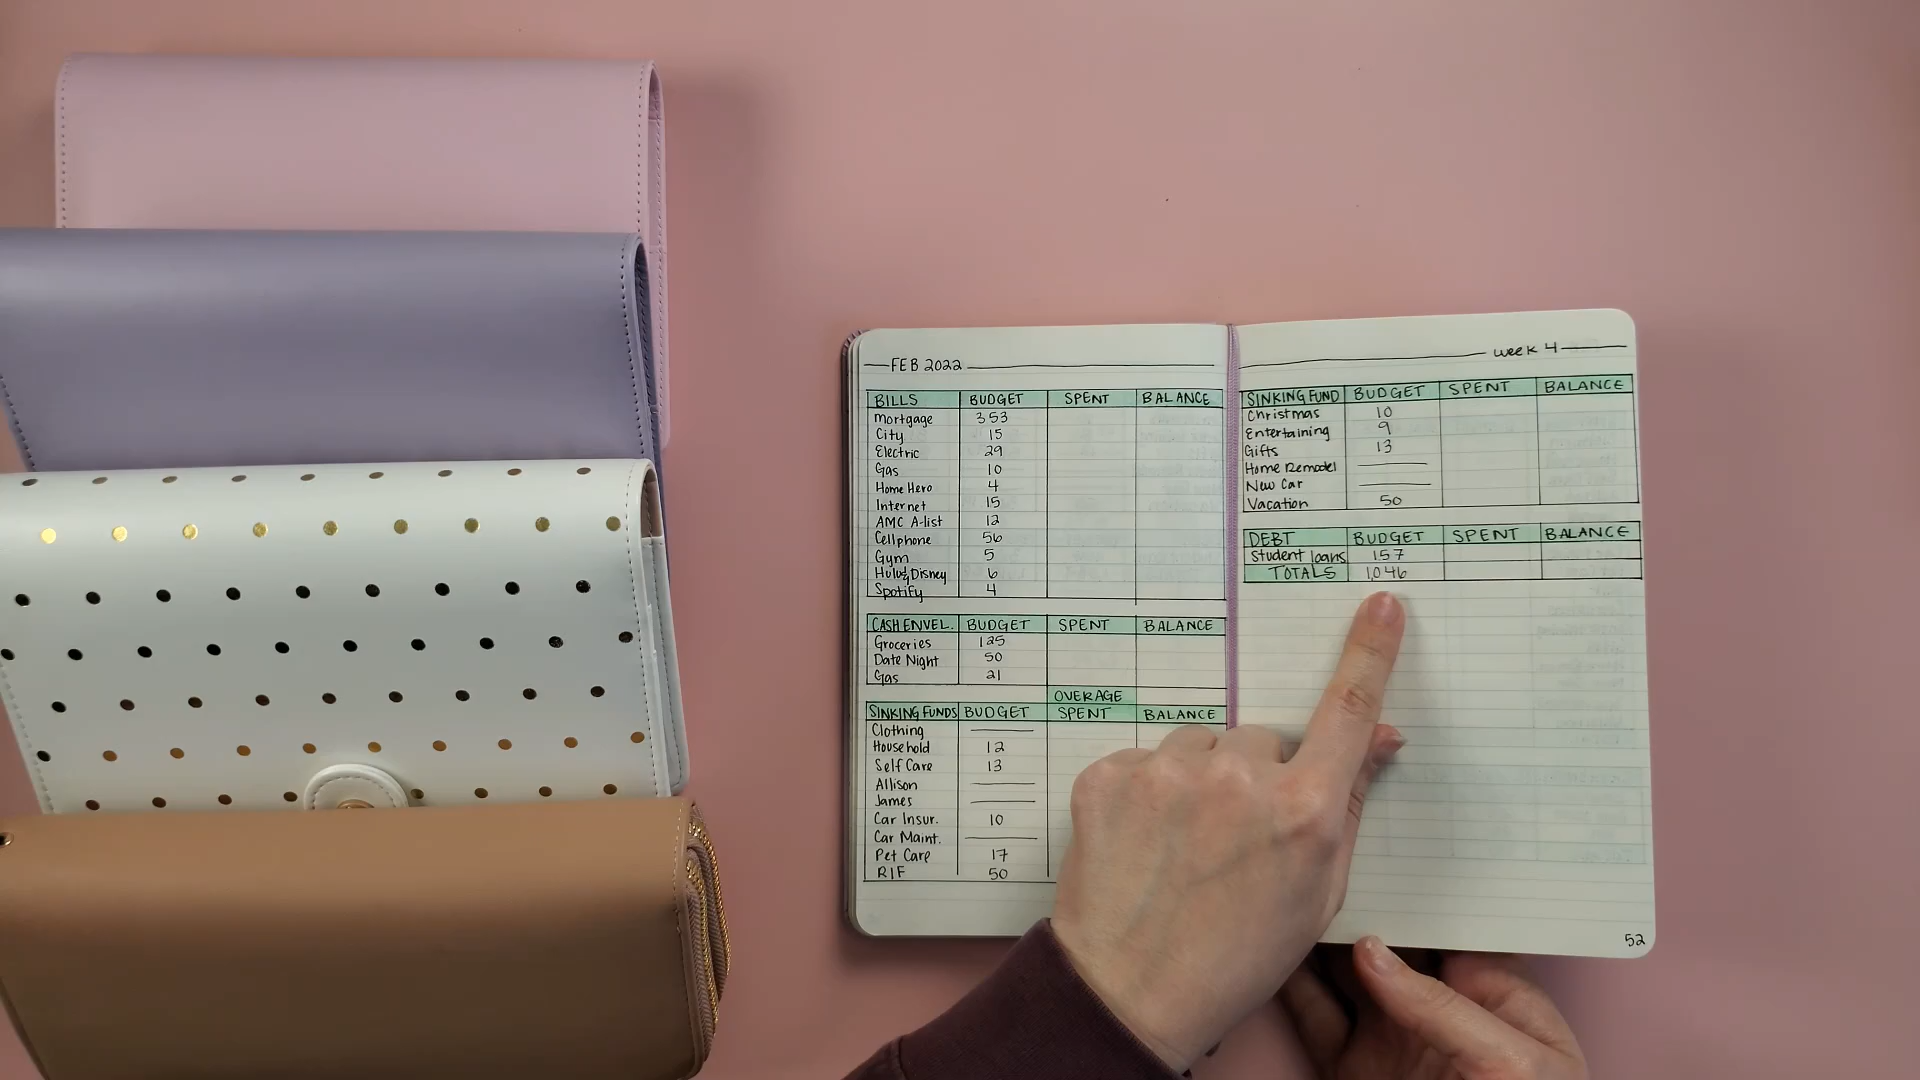 FEB 2022
BILLS BUDGET SPENT BALANCE
Mortgage 353
City 15
Electric 29
Gas 10
Home Hero 4
Internet 15
AMC A-list 12
Cellphone 56
Gym 5
Hulu & Disney 6
Spotify 4
CASH ENVEL. BUDGET SPENT BALANCE
Groceries 125
Date Night 50
Gas 21
OVERAGE
SINKING FUNDS BUDGET SPENT BALANCE
Clothing
Household 12
Self Care 13
Allison
James
Car Insur. 10
Car Maint.
Pet Care 17
RIF 50
week 4
SINKING FUND BUDGET SPENT BALANCE
Christmas 10
Entertaining 9
Gifts 13
Home Remodel
New Car
Vacation 50
DEBT BUDGET SPENT BALANCE
Student loans 157
TOTALS 1,046
52